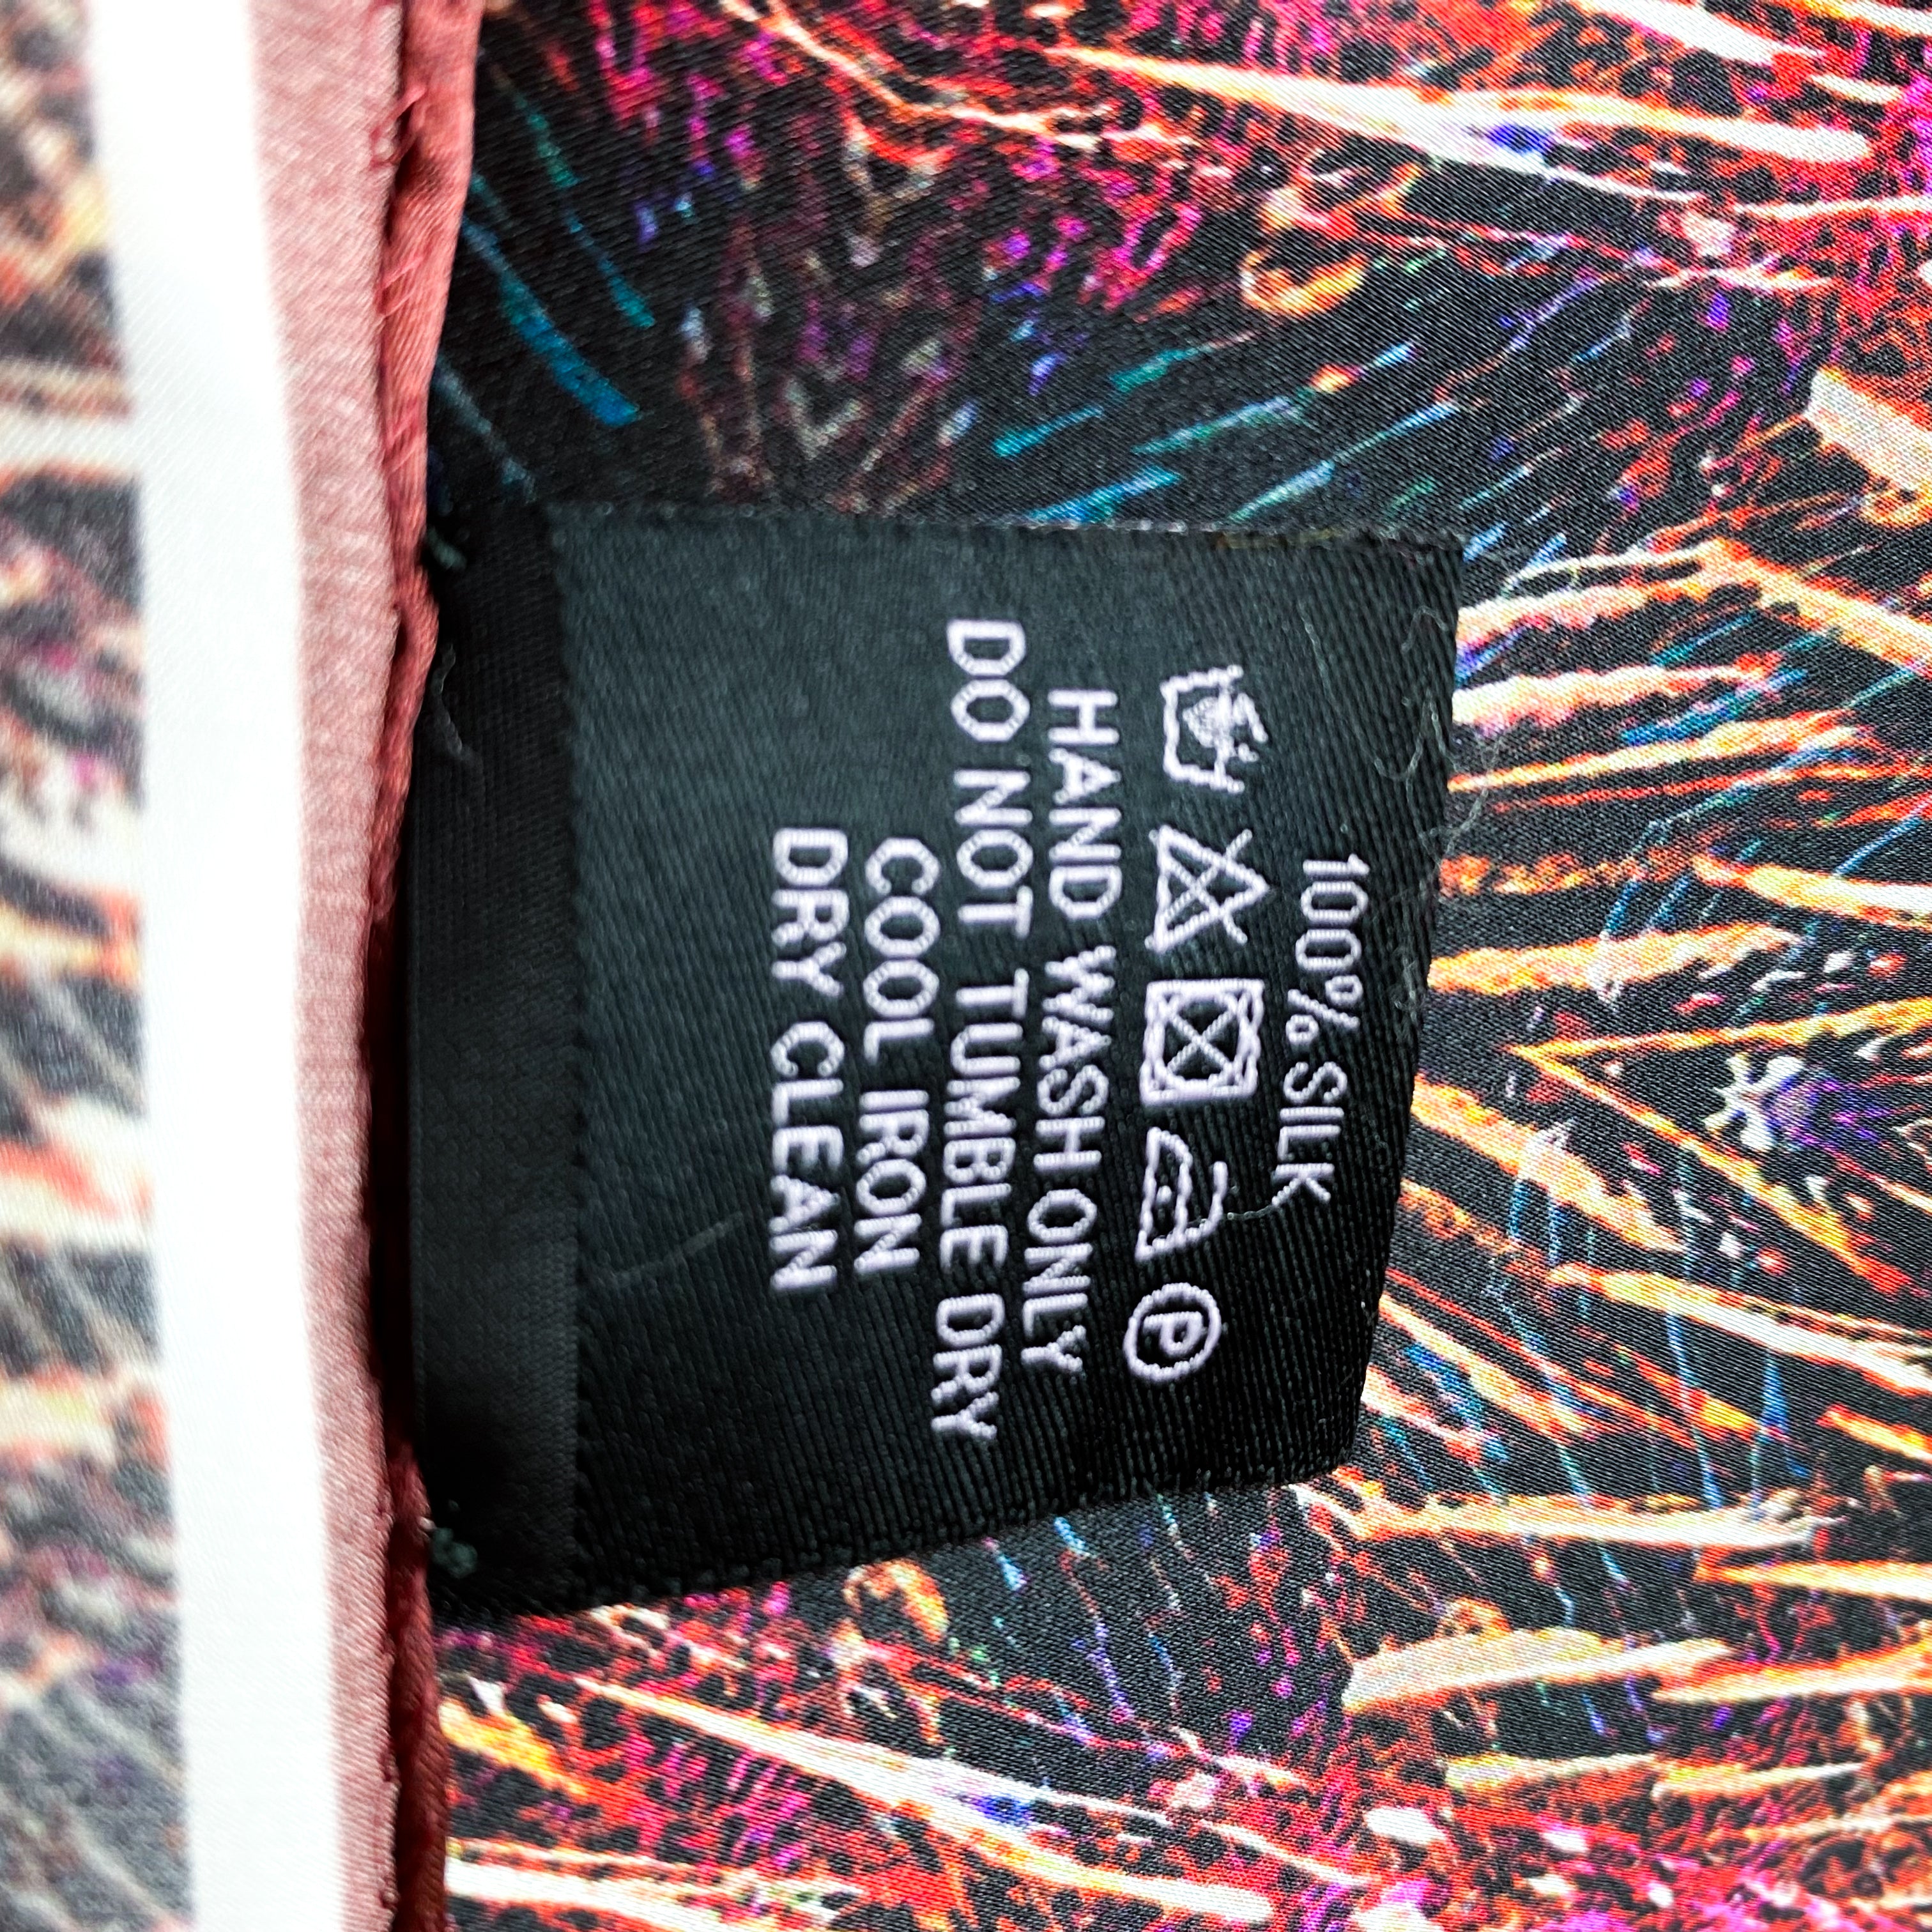 100% SILK
P
HAND WASH ONLY
DO NOT TUMBLE DRY
COOL IRON
DRY CLEAN